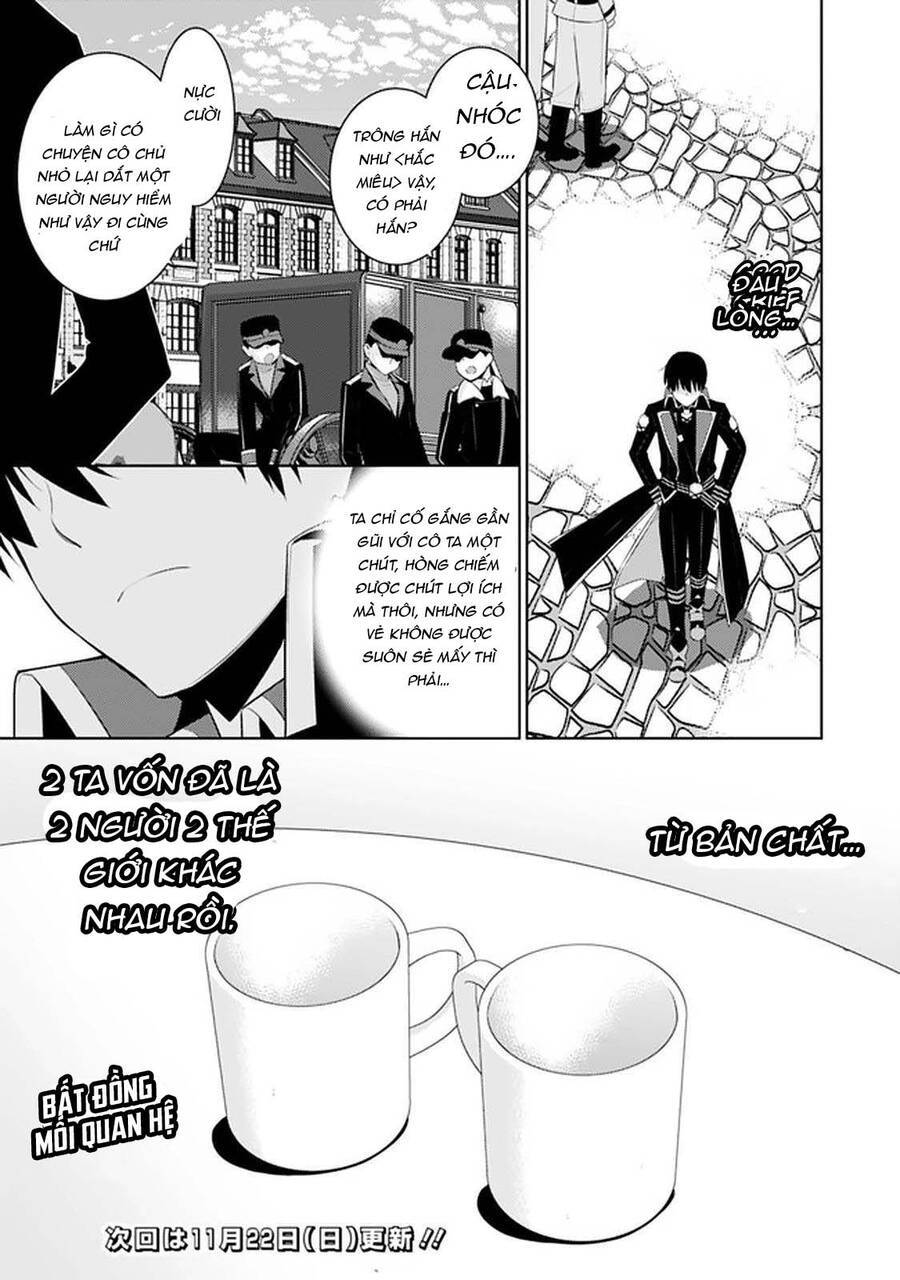 CẬU
NHÓC
ĐÓ....
TRÔNG HẮN
NHƯ <HẮC
MIÊU> VẬY,
CÓ PHẢI
HẮN?
NỰC
CƯỜI
LÀM GÌ CÓ
CHUYỆN CÔ CHỦ
NHỎ LẠI DẮT MỘT
NGƯỜI NGUY HIỂM
NHƯ VẬY ĐI CÙNG
CHỨ
ĐAU
LÒNG...
TA CHỈ CỐ GẮNG GẦN
GŨI VỚI CÔ TA MỘT
CHÚT, HÒNG CHIẾM
ĐƯỢC CHÚT LỢI ÍCH
MÀ THÔI, NHƯNG CÓ
VẺ KHÔNG ĐƯỢC
SUÔN SẺ MẤY THÌ
PHẢI...
TỪ BẢN CHẤT...
2 TA VỐN ĐÃ LÀ
2 NGƯỜI 2 THẾ
GIỚI KHÁC
NHAU RỒI.
BẤT ĐỒNG
MỐI QUAN HỆ
次回は11月22日(日)更新!!